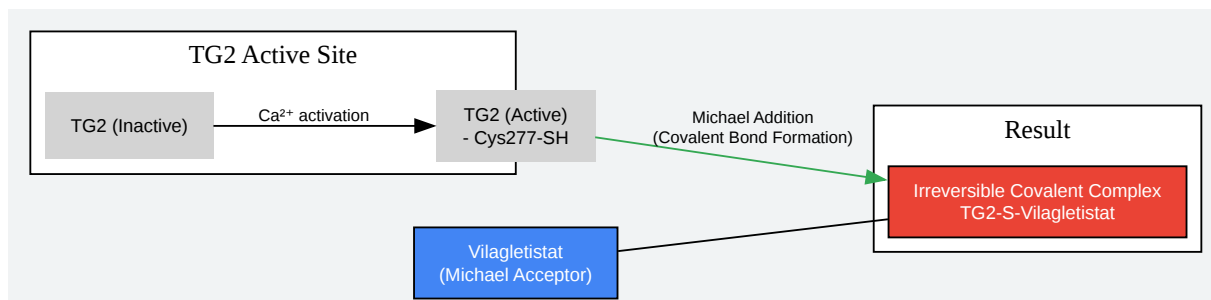 TG2 Active Site
TG2 (Inactive)
Ca²⁺ activation
TG2 (Active)
- Cys277-SH
Michael Addition
(Covalent Bond Formation)
Result
Irreversible Covalent Complex
TG2-S-Vilagletistat
Vilagletistat
(Michael Acceptor)